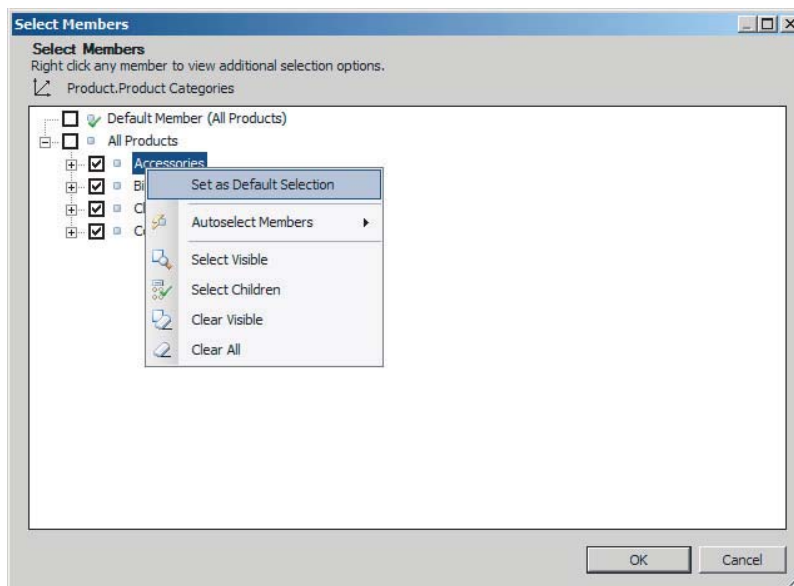 Select Members
Select Members
Right click any member to view additional selection options.
Product.Product Categories
Default Member (All Products)
All Products
Accessories
Set as Default Selection
Autoselect Members
Select Visible
Select Children
Clear Visible
Clear All
OK Cancel